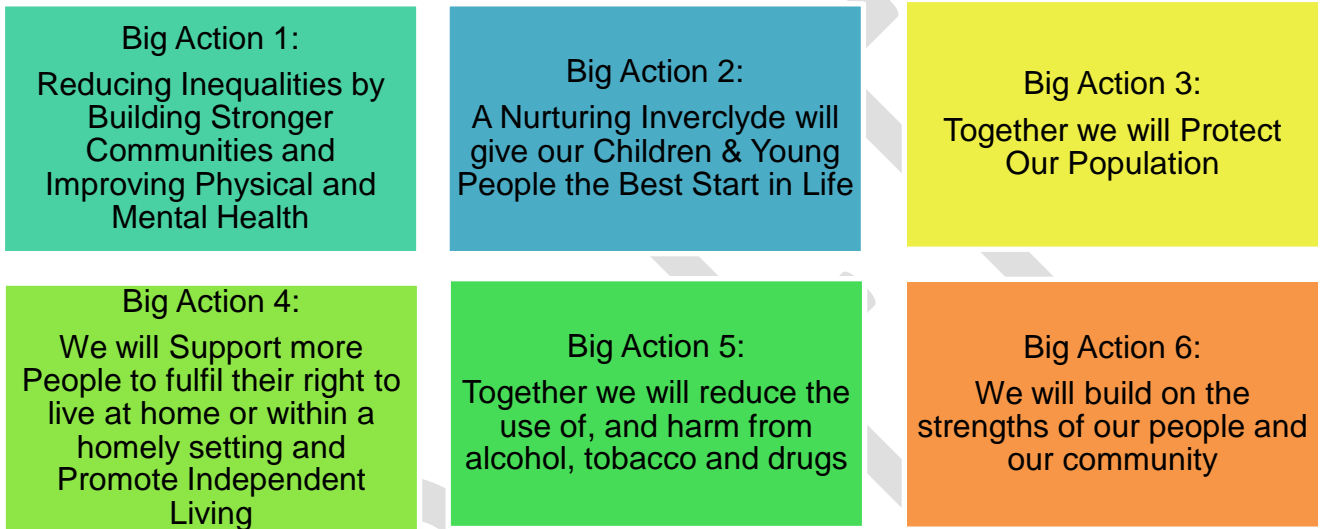 Big Action 1:
Reducing Inequalities by
Building Stronger
Communities and
Improving Physical and
Mental Health
Big Action 2:
A Nurturing Inverclyde will
give our Children & Young
People the Best Start in Life
Big Action 3:
Together we will Protect
Our Population
Big Action 4:
We will Support more
People to fulfil their right to
live at home or within a
homely setting and
Promote Independent
Living
Big Action 5:
Together we will reduce the
use of, and harm from
alcohol, tobacco and drugs
Big Action 6:
We will build on the
strengths of our people and
our community